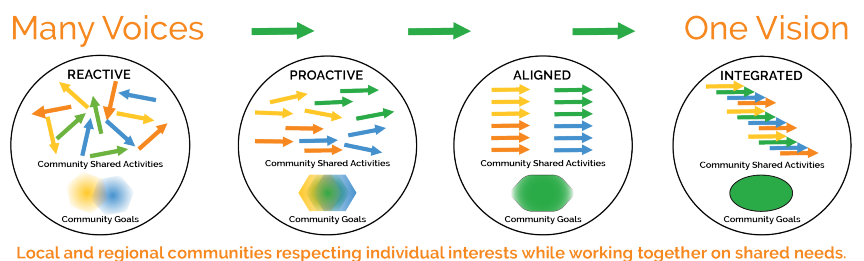 Many Voices
One Vision
REACTIVE
Community Shared Activities
Community Goals
PROACTIVE
Community Shared Activities
Community Goals
ALIGNED
Community Shared Activities
Community Goals
INTEGRATED
Community Shared Activities
Community Goals
Local and regional communities respecting individual interests while working together on shared needs.